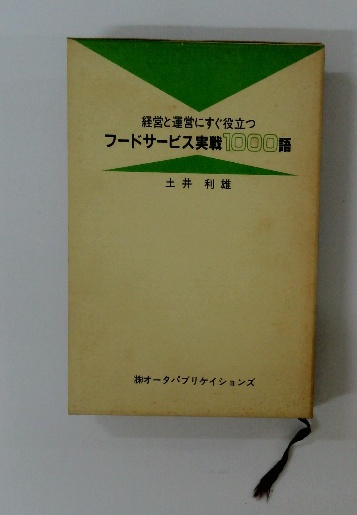 経営と運営にすぐ役立つ
フードサービス実戦1000語
土井 利雄
㈱オータパブリケイションズ